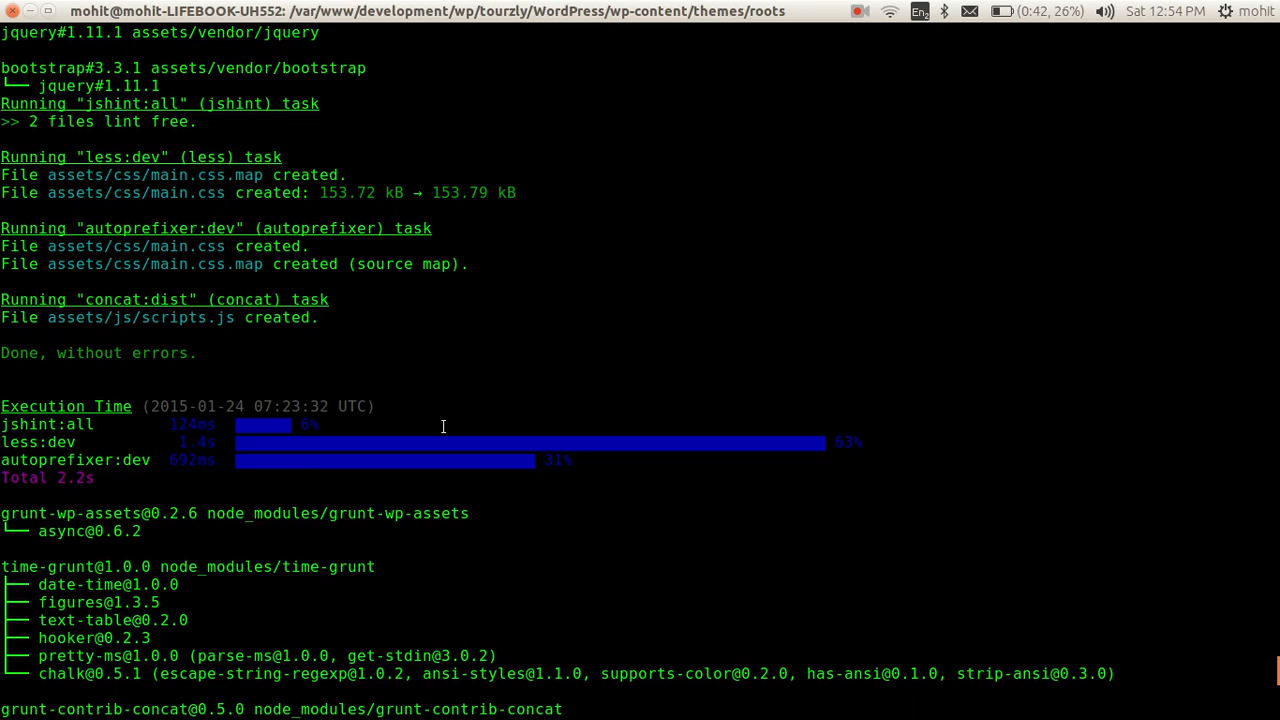 mohit@mohit-LIFEBOOK-UH552: /var/www/development/wp/tourzly/WordPress/wp-content/themes/roots
En₂ (0:42, 26%) Sat 12:54 PM mohit
jquery#1.11.1 assets/vendor/jquery
bootstrap#3.3.1 assets/vendor/bootstrap
└── jquery#1.11.1
Running "jshint:all" (jshint) task
>> 2 files lint free.
Running "less:dev" (less) task
File assets/css/main.css.map created.
File assets/css/main.css created: 153.72 kB → 153.79 kB
Running "autoprefixer:dev" (autoprefixer) task
File assets/css/main.css created.
File assets/css/main.css.map created (source map).
Running "concat:dist" (concat) task
File assets/js/scripts.js created.
Done, without errors.
Execution Time (2015-01-24 07:23:32 UTC)
jshint:all 124ms 6%
less:dev 1.4s 63%
autoprefixer:dev 692ms 31%
Total 2.2s
grunt-wp-assets@0.2.6 node_modules/grunt-wp-assets
└── async@0.6.2
time-grunt@1.0.0 node_modules/time-grunt
├── date-time@1.0.0
├── figures@1.3.5
├── text-table@0.2.0
├── hooker@0.2.3
├── pretty-ms@1.0.0 (parse-ms@1.0.0, get-stdin@3.0.2)
└── chalk@0.5.1 (escape-string-regexp@1.0.2, ansi-styles@1.1.0, supports-color@0.2.0, has-ansi@0.1.0, strip-ansi@0.3.0)
grunt-contrib-concat@0.5.0 node_modules/grunt-contrib-concat